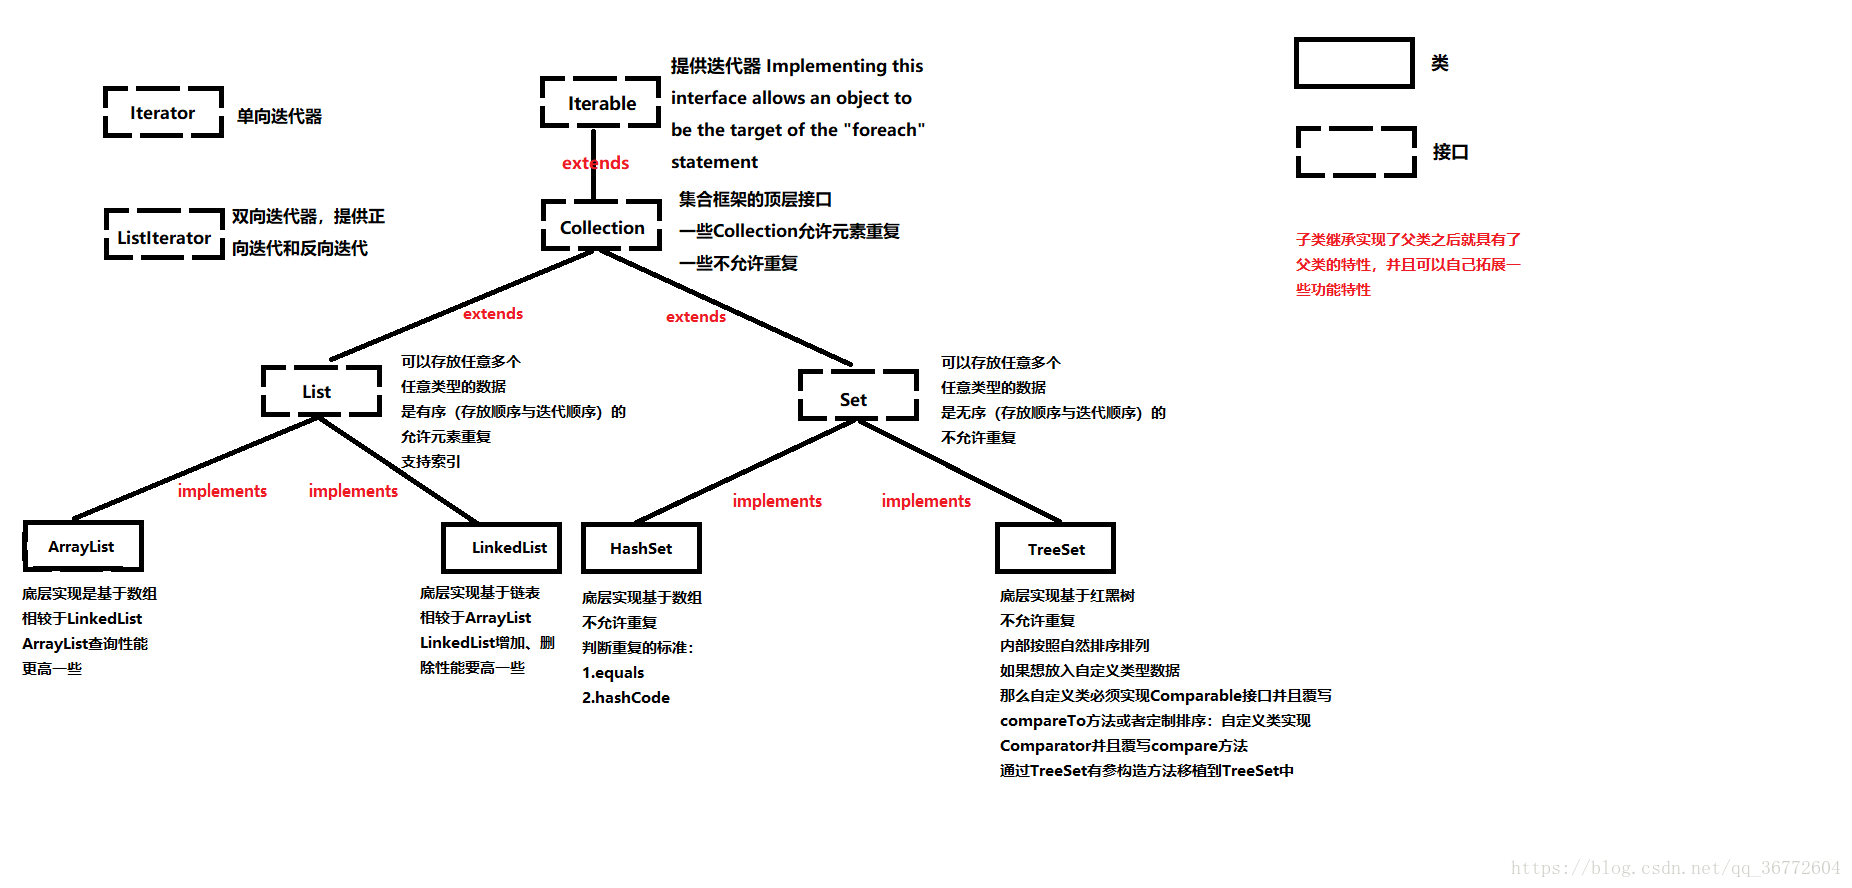 Iterator
单向迭代器
ListIterator
双向迭代器，提供正
向迭代和反向迭代
Iterable
提供迭代器 Implementing this
interface allows an object to
be the target of the "foreach"
statement
extends
Collection
集合框架的顶层接口
一些Collection允许元素重复
一些不允许重复
类
接口
子类继承实现了父类之后就具有了
父类的特性，并且可以自己拓展一
些功能特性
extends
extends
List
可以存放任意多个
任意类型的数据
是有序（存放顺序与迭代顺序）的
允许元素重复
支持索引
Set
可以存放任意多个
任意类型的数据
是无序（存放顺序与迭代顺序）的
不允许重复
implements
implements
implements
implements
ArrayList
底层实现是基于数组
相较于LinkedList
ArrayList查询性能
更高一些
LinkedList
底层实现基于链表
相较于ArrayList
LinkedList增加、删
除性能要高一些
HashSet
底层实现基于数组
不允许重复
判断重复的标准：
1.equals
2.hashCode
TreeSet
底层实现基于红黑树
不允许重复
内部按照自然排序排列
如果想放入自定义类型数据
那么自定义类必须实现Comparable接口并且覆写
compareTo方法或者定制排序：自定义类实现
Comparator并且覆写compare方法
通过TreeSet有参构造方法移植到TreeSet中
https://blog.csdn.net/qq_36772604